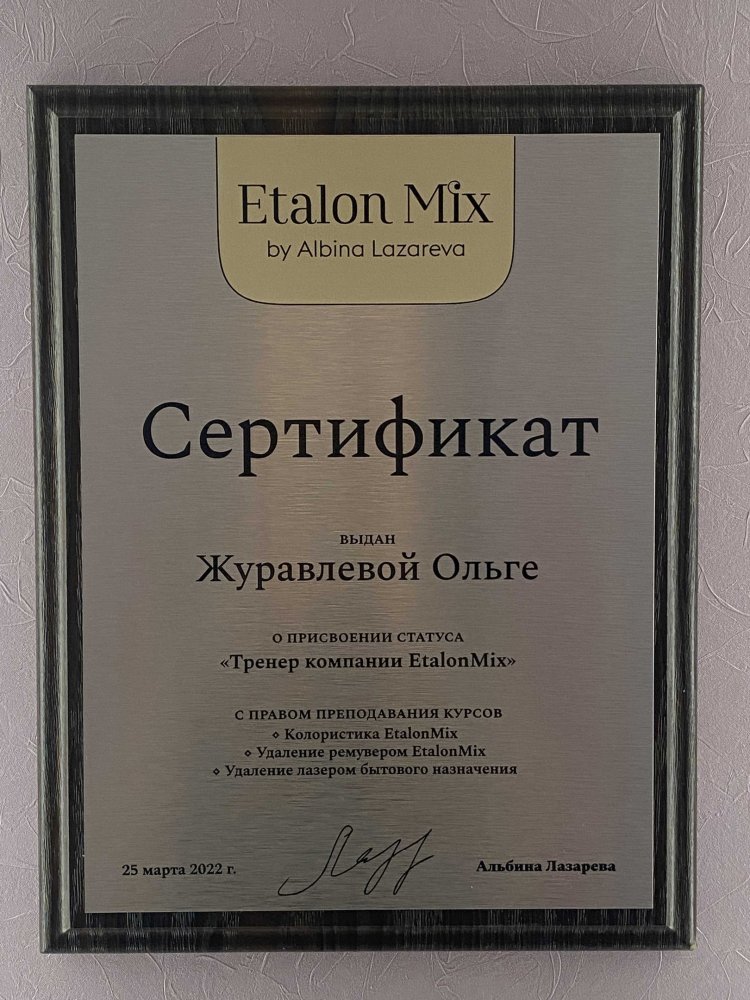 Etalon Mix
by Albina Lazareva
Сертификат
ВЫДАН
Журавлевой Ольге
О ПРИСВОЕНИИ СТАТУСА
«Тренер компании EtalonMix»
С ПРАВОМ ПРЕПОДАВАНИЯ КУРСОВ
⋄ Колористика EtalonMix
⋄ Удаление ремувером EtalonMix
⋄ Удаление лазером бытового назначения
25 марта 2022 г.
Альбина Лазарева